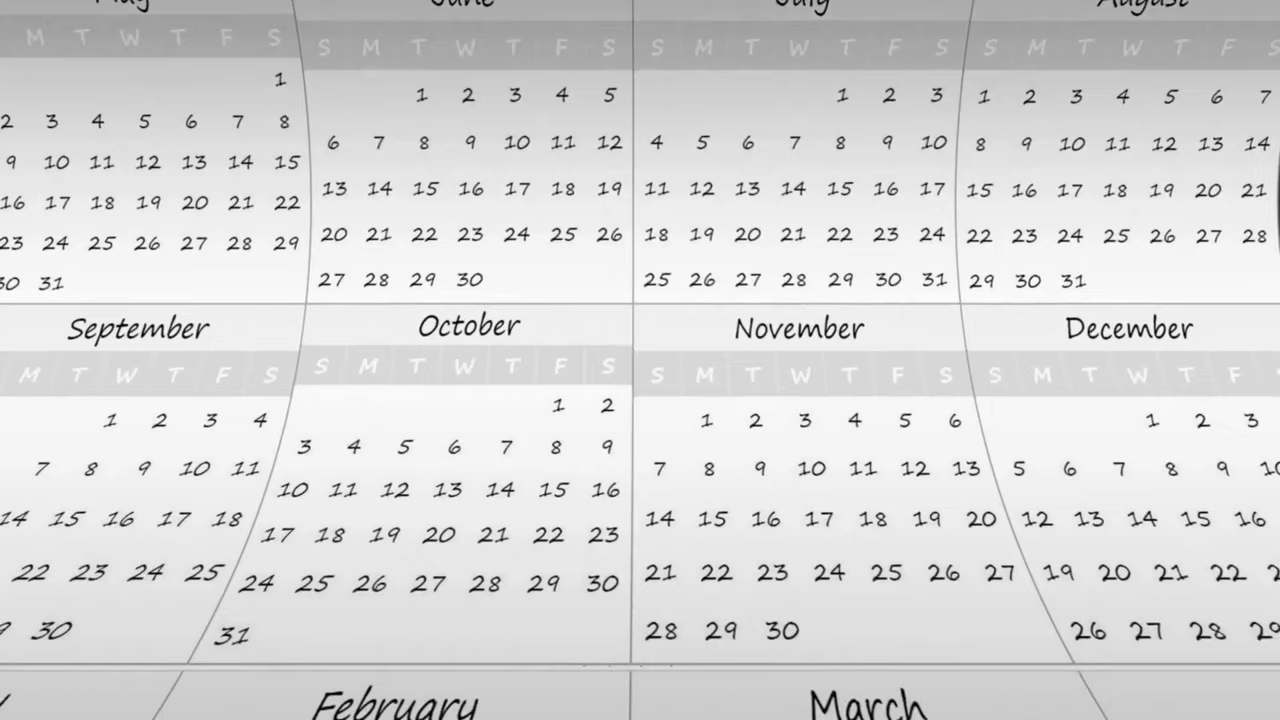 May June July August
M T W T F S S M T W T F S S M T W T F S S M T W T F S
1 1 2 3 4 5 1 2 3 1 2 3 4 5 6 7
2 3 4 5 6 7 8 6 7 8 9 10 11 12 4 5 6 7 8 9 10 8 9 10 11 12 13 14
9 10 11 12 13 14 15 13 14 15 16 17 18 19 11 12 13 14 15 16 17 15 16 17 18 19 20 21
16 17 18 19 20 21 22 20 21 22 23 24 25 26 18 19 20 21 22 23 24 22 23 24 25 26 27 28
23 24 25 26 27 28 29 27 28 29 30 25 26 27 28 29 30 31 29 30 31
30 31
September October November December
M T W T F S S M T W T F S S M T W T F S S M T W T F
1 2 3 4 1 2 1 2 3 4 5 6 1 2 3
7 8 9 10 11 3 4 5 6 7 8 9 7 8 9 10 11 12 13 5 6 7 8 9 10
14 15 16 17 18 10 11 12 13 14 15 16 14 15 16 17 18 19 20 12 13 14 15 16
22 23 24 25 17 18 19 20 21 22 23 21 22 23 24 25 26 27 19 20 21 22
30 24 25 26 27 28 29 30 28 29 30 26 27 28 29
31
February March